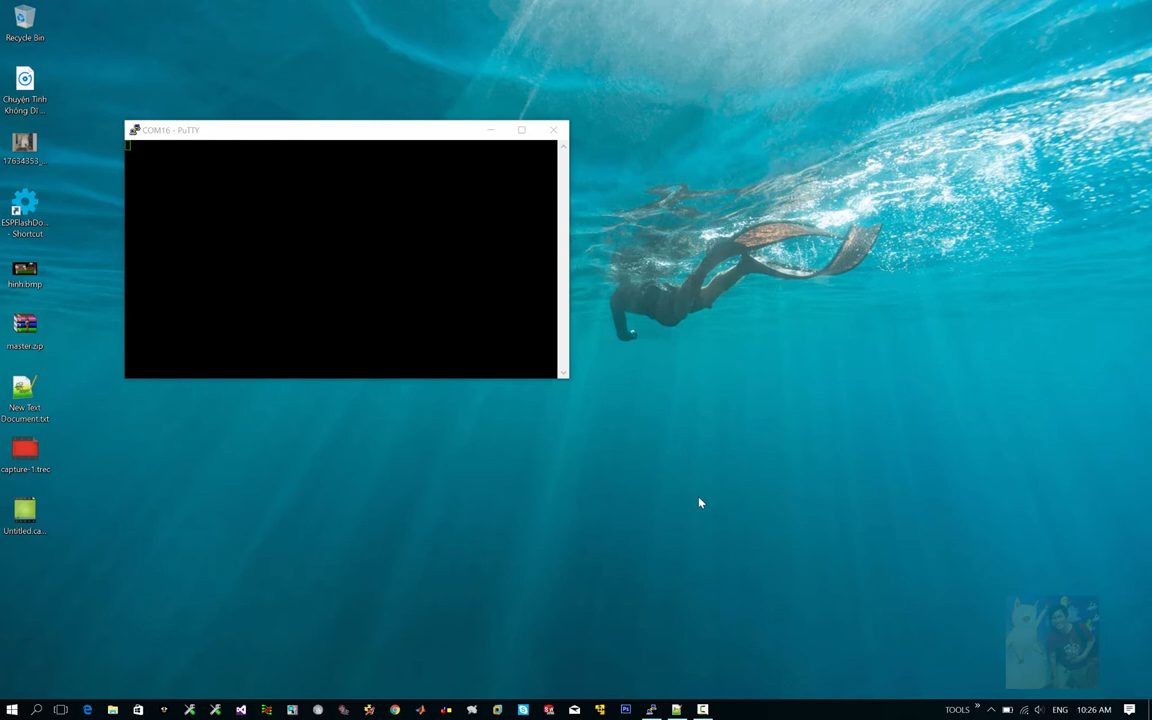 Recycle Bin
Chuyện Tình
Không Dĩ...
17634353_...
ESPFlashDo...
- Shortcut
hinh.bmp
master.zip
New Text
Document.txt
capture-1.trec
Untitled.ca...
COM16 - PuTTY
TOOLS
ENG
10:26 AM